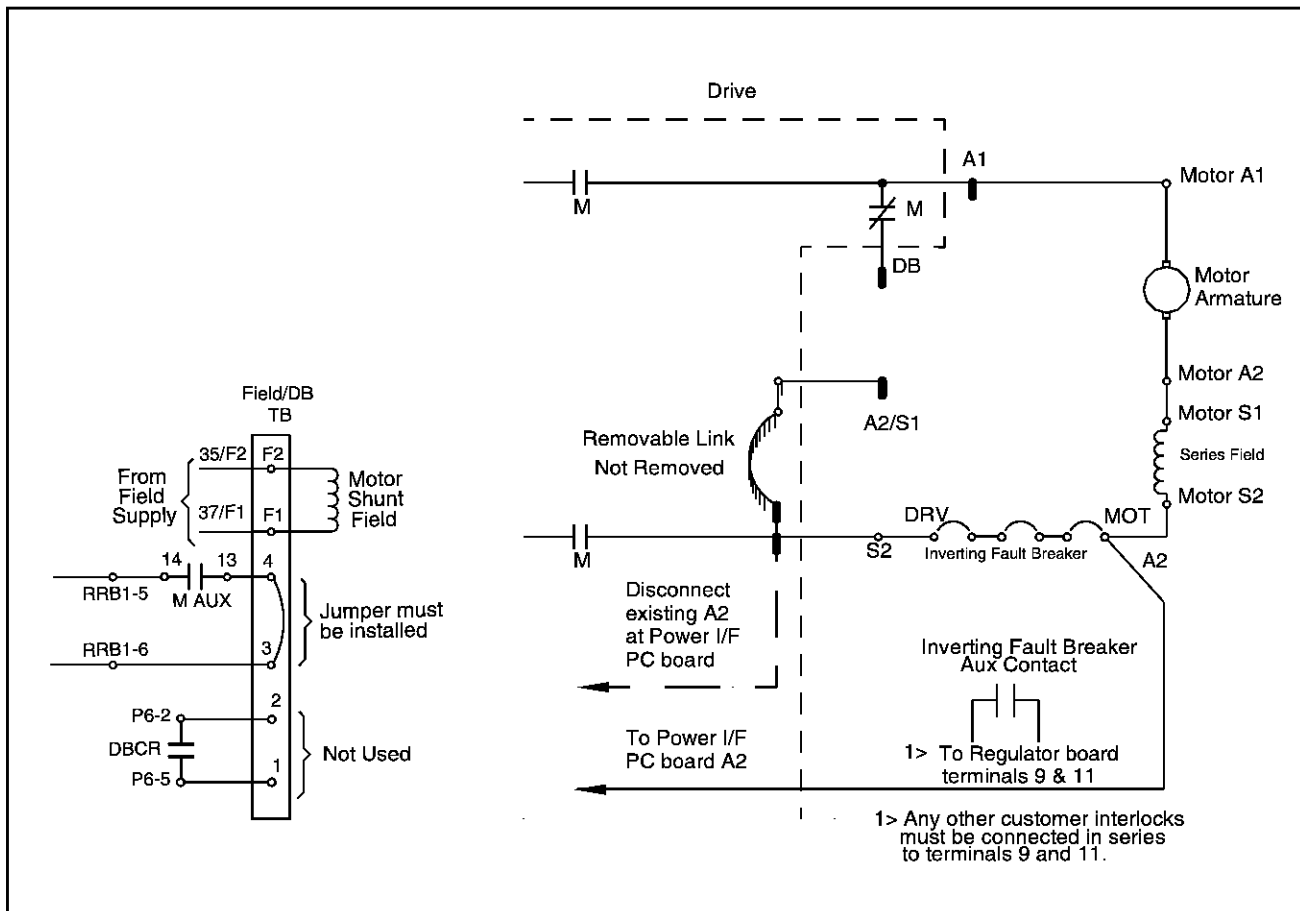 Drive
A1
Motor A1
M
M
DB
Motor
Armature
Motor A2
A2/S1
Motor S1
Removable Link
Not Removed
Series Field
Motor S2
DRV
MOT
M
S2
Inverting Fault Breaker
A2
Disconnect
existing A2
at Power I/F
PC board
Inverting Fault Breaker
Aux Contact
To Power I/F
PC board A2
1> To Regulator board
terminals 9 & 11
1> Any other customer interlocks
must be connected in series
to terminals 9 and 11.
Field/DB
TB
35/F2
F2
From
Field
Supply
Motor
Shunt
Field
37/F1
F1
14
13
4
RRB1-5
M AUX
Jumper must
be installed
RRB1-6
3
P6-2
2
DBCR
Not Used
P6-5
1